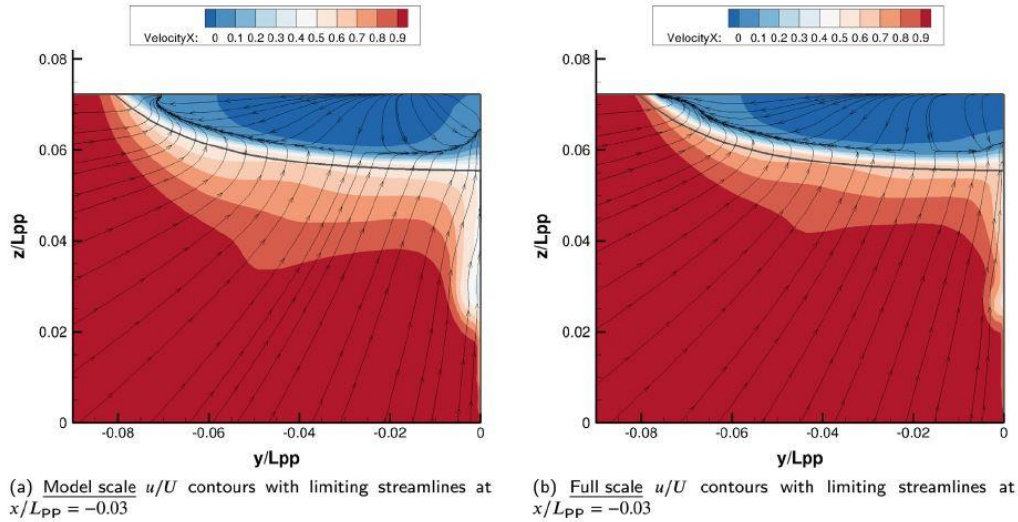 VelocityX: 0 0.1 0.2 0.3 0.4 0.5 0.6 0.7 0.8 0.9
0.08
0.06
0.04
0.02
0
z/Lpp
-0.08 -0.06 -0.04 -0.02 0
y/Lpp
(a) Model scale u/U contours with limiting streamlines at
x/L_PP = −0.03
VelocityX: 0 0.1 0.2 0.3 0.4 0.5 0.6 0.7 0.8 0.9
0.08
0.06
0.04
0.02
0
z/Lpp
-0.08 -0.06 -0.04 -0.02 0
y/Lpp
(b) Full scale u/U contours with limiting streamlines at
x/L_PP = −0.03